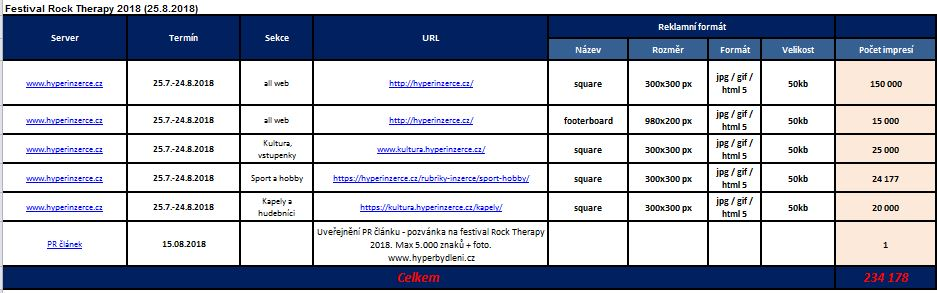 Festival Rock Therapy 2018 (25.8.2018)
Server Termín Sekce URL Reklamní formát
Název Rozměr Formát Velikost Počet impresí
www.hyperinzerce.cz 25.7.-24.8.2018 all web http://hyperinzerce.cz/ square 300x300 px jpg / gif / html 5 50kb 150 000
www.hyperinzerce.cz 25.7.-24.8.2018 all web http://hyperinzerce.cz/ footerboard 980x200 px jpg / gif / html 5 50kb 15 000
www.hyperinzerce.cz 25.7.-24.8.2018 Kultura, vstupenky www.kultura.hyperinzerce.cz/ square 300x300 px jpg / gif / html 5 50kb 25 000
www.hyperinzerce.cz 25.7.-24.8.2018 Sport a hobby https://hyperinzerce.cz/rubriky-inzerce/sport-hobby/ square 300x300 px jpg / gif / html 5 50kb 24 177
www.hyperinzerce.cz 25.7.-24.8.2018 Kapely a hudebníci https://kultura.hyperinzerce.cz/kapely/ square 300x300 px jpg / gif / html 5 50kb 20 000
PR článek 15.08.2018 Uveřejnění PR článku - pozvánka na festival Rock Therapy
2018. Max 5.000 znaků + foto.
www.hyperbydleni.cz
1
Celkem 234 178